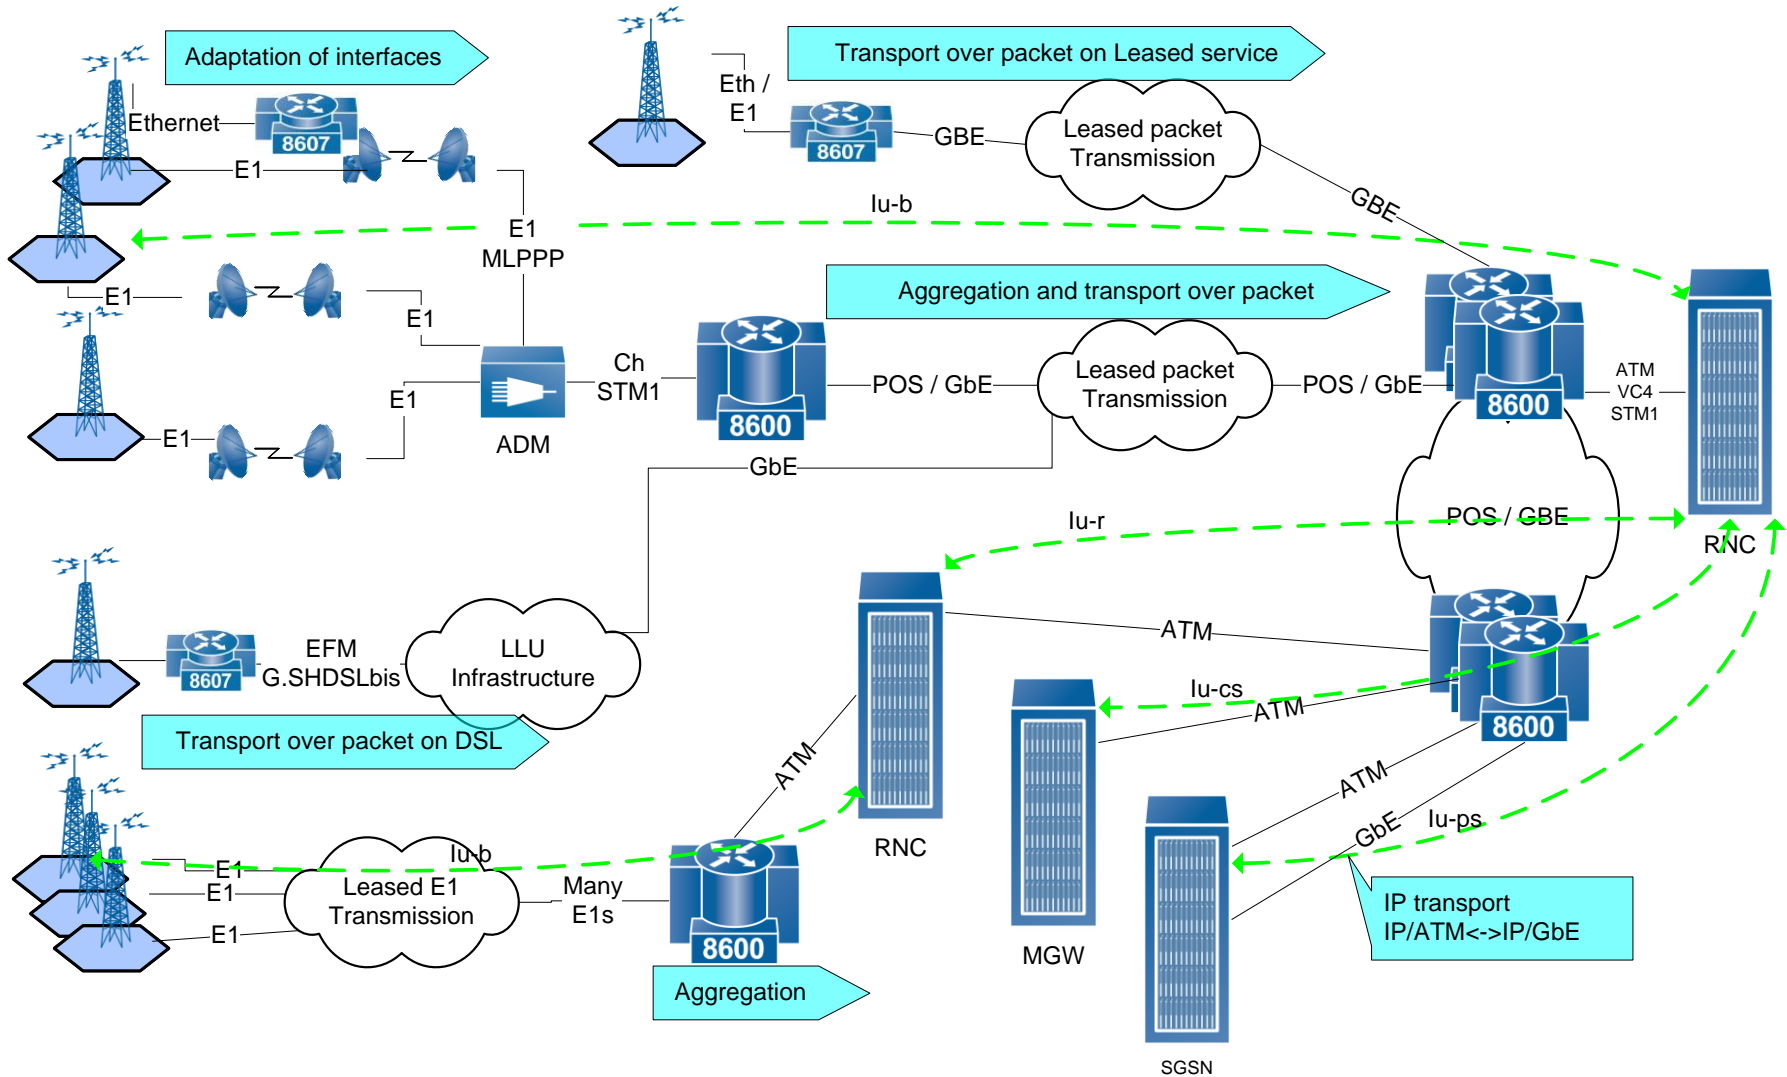 Adaptation of interfaces
Transport over packet on Leased service
Ethernet
8607
E1
Eth /
E1
8607
GBE
Leased packet
Transmission
GBE
Iu-b
E1
MLPPP
E1
E1
Aggregation and transport over packet
Ch
STM1
8600
POS / GbE
Leased packet
Transmission
POS / GbE
8600
ATM
VC4
STM1
E1
E1
ADM
GbE
POS / GBE
RNC
Iu-r
EFM
G.SHDSLbis
8607
LLU
Infrastructure
ATM
Iu-cs
ATM
8600
Transport over packet on DSL
ATM
ATM
GbE
Iu-ps
RNC
E1
E1
E1
Iu-b
Leased E1
Transmission
Many
E1s
8600
Aggregation
MGW
IP transport
IP/ATM<->IP/GbE
SGSN